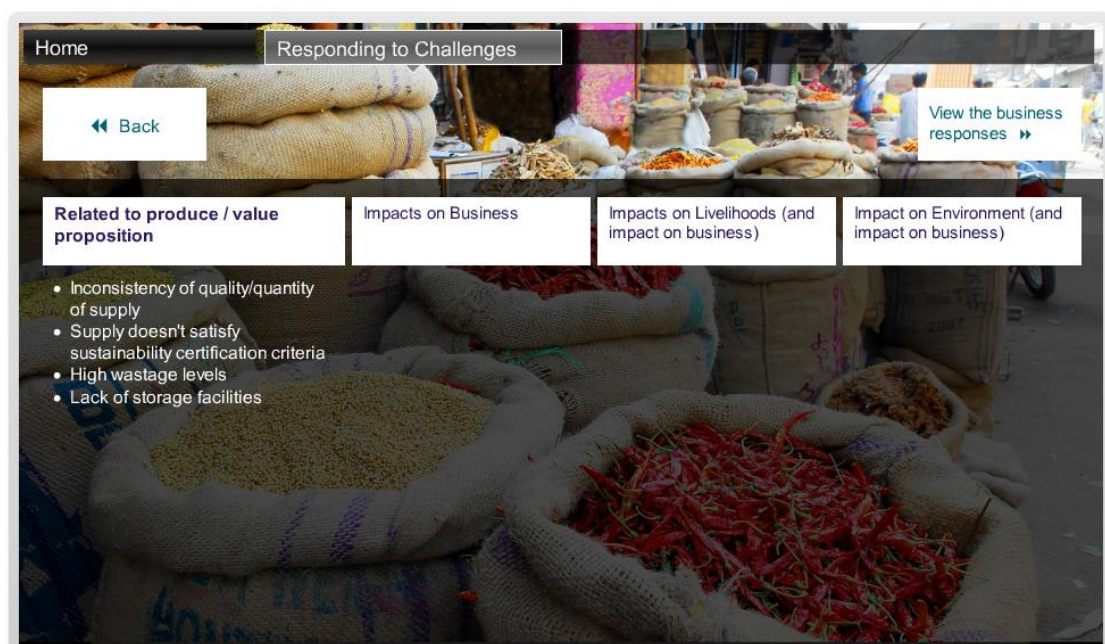 Home
Responding to Challenges
Back
View the business
responses
Related to produce / value
proposition
Impacts on Business
Impacts on Livelihoods (and
impact on business)
Impact on Environment (and
impact on business)
• Inconsistency of quality/quantity
of supply
• Supply doesn't satisfy
sustainability certification criteria
• High wastage levels
• Lack of storage facilities
2007